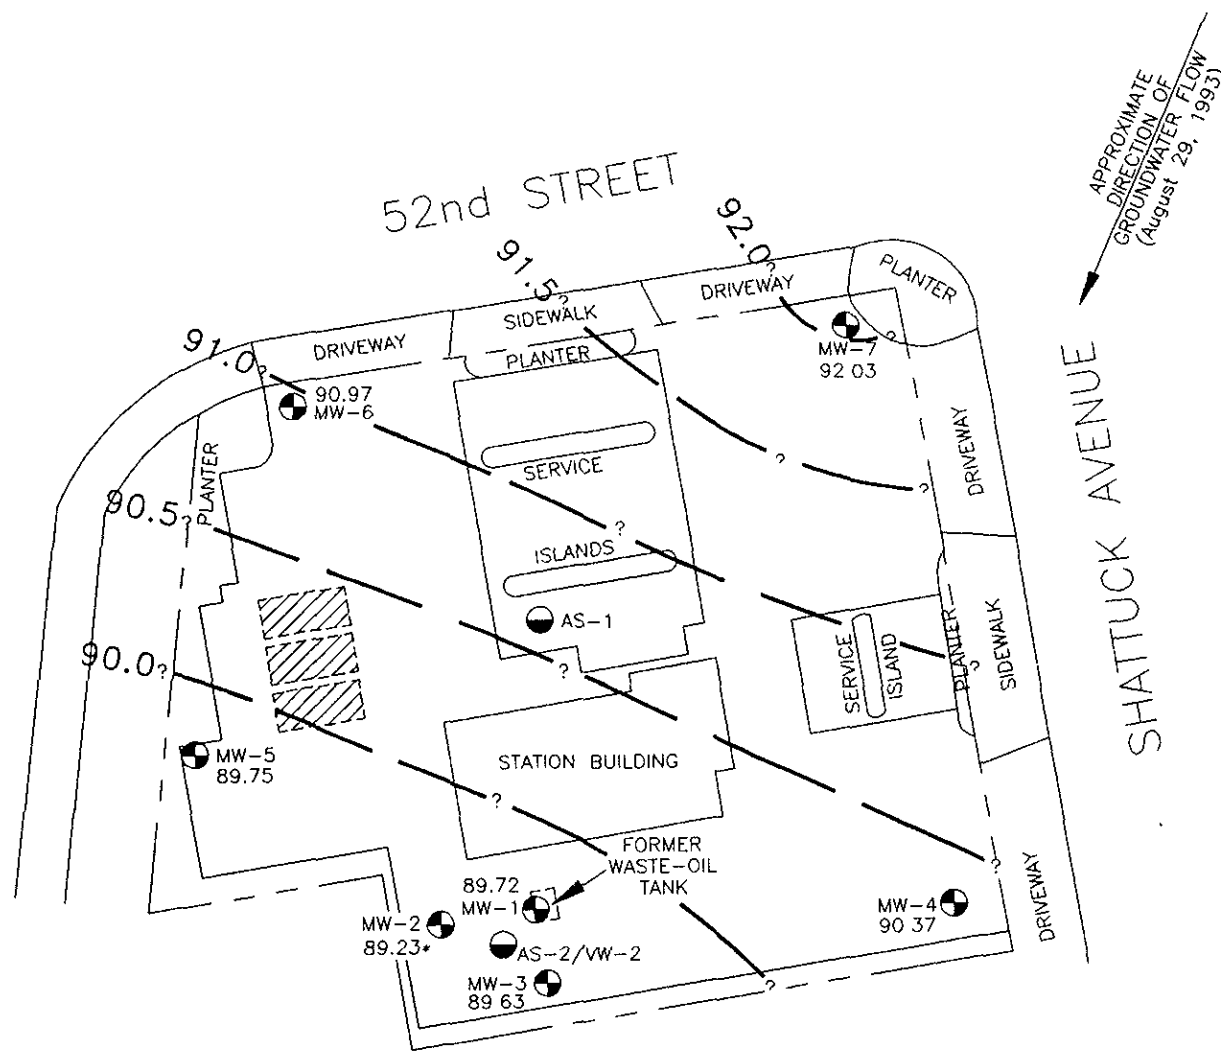 APPROXIMATE
DIRECTION OF
GROUNDWATER FLOW
(August 29, 1993)
52nd STREET
92.0?
91.5?
91.0?
PLANTER
DRIVEWAY
SIDEWALK
DRIVEWAY
PLANTER
MW-7
92 03
?
90.97
MW-6
SHATTUCK AVENUE
PLANTER
SERVICE
?
?
DRIVEWAY
90.5?
?
ISLANDS
AS-1
PLANTER
SIDEWALK
SERVICE
ISLAND
?
90.0?
?
MW-5
89.75
STATION BUILDING
?
FORMER
WASTE-OIL
TANK
?
DRIVEWAY
89.72
MW-1
MW-2
89.23*
MW-4
90 37
AS-2/VW-2
MW-3
89 63
?